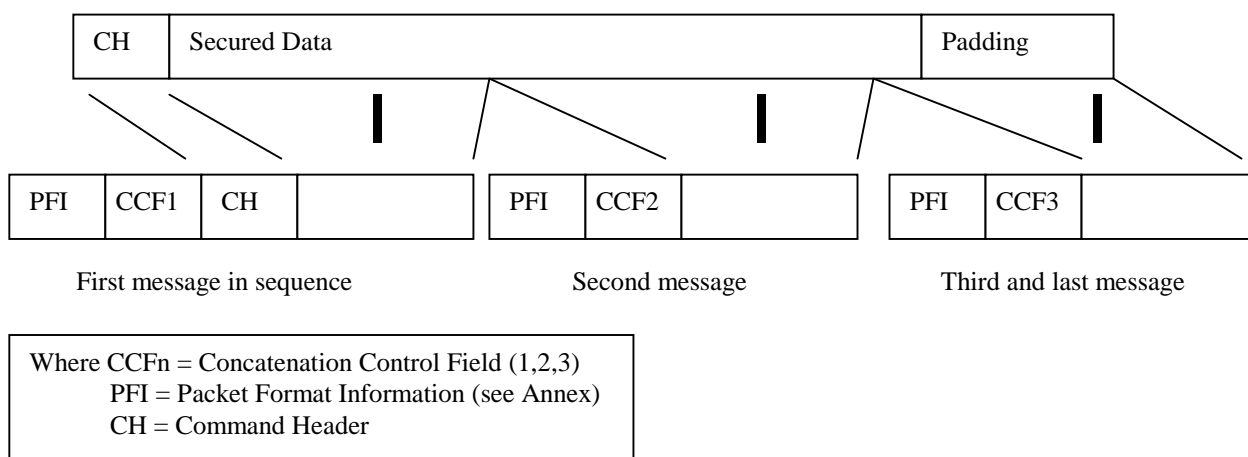 CH Secured Data Padding
PFI CCF1 CH PFI CCF2 PFI CCF3
First message in sequence Second message Third and last message
Where CCFn = Concatenation Control Field (1,2,3)
PFI = Packet Format Information (see Annex)
CH = Command Header